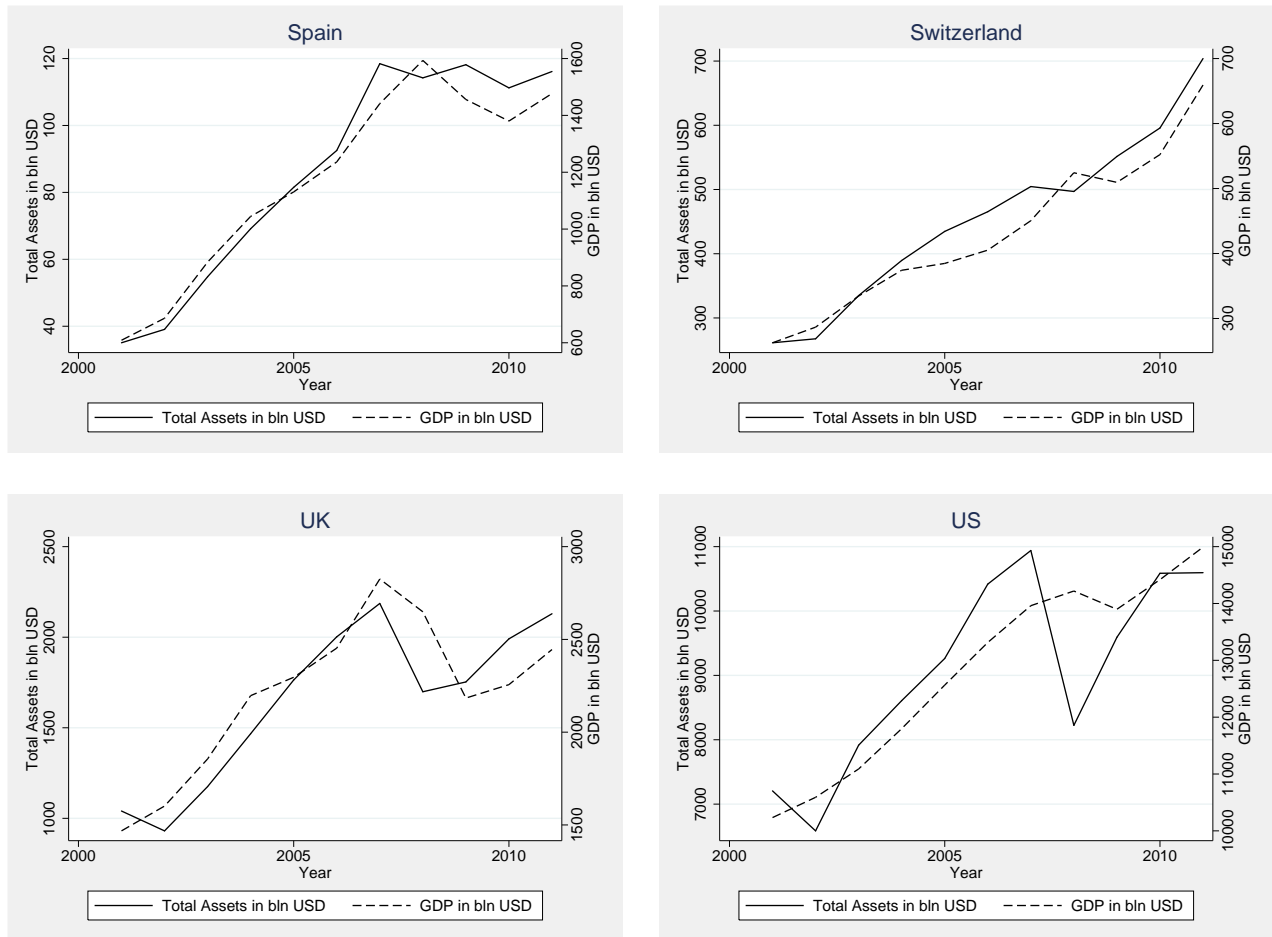 Spain
Total Assets in bln USD
40 60 80 100 120
GDP in bln USD
600 800 1000 1200 1400 1600
2000 2005 2010
Year
Total Assets in bln USD GDP in bln USD
Switzerland
Total Assets in bln USD
300 400 500 600 700
GDP in bln USD
300 400 500 600 700
2000 2005 2010
Year
Total Assets in bln USD GDP in bln USD
UK
Total Assets in bln USD
1000 1500 2000 2500
GDP in bln USD
1500 2000 2500 3000
2000 2005 2010
Year
Total Assets in bln USD GDP in bln USD
US
Total Assets in bln USD
7000 8000 9000 10000 11000
GDP in bln USD
10000 11000 12000 13000 14000 15000
2000 2005 2010
Year
Total Assets in bln USD GDP in bln USD